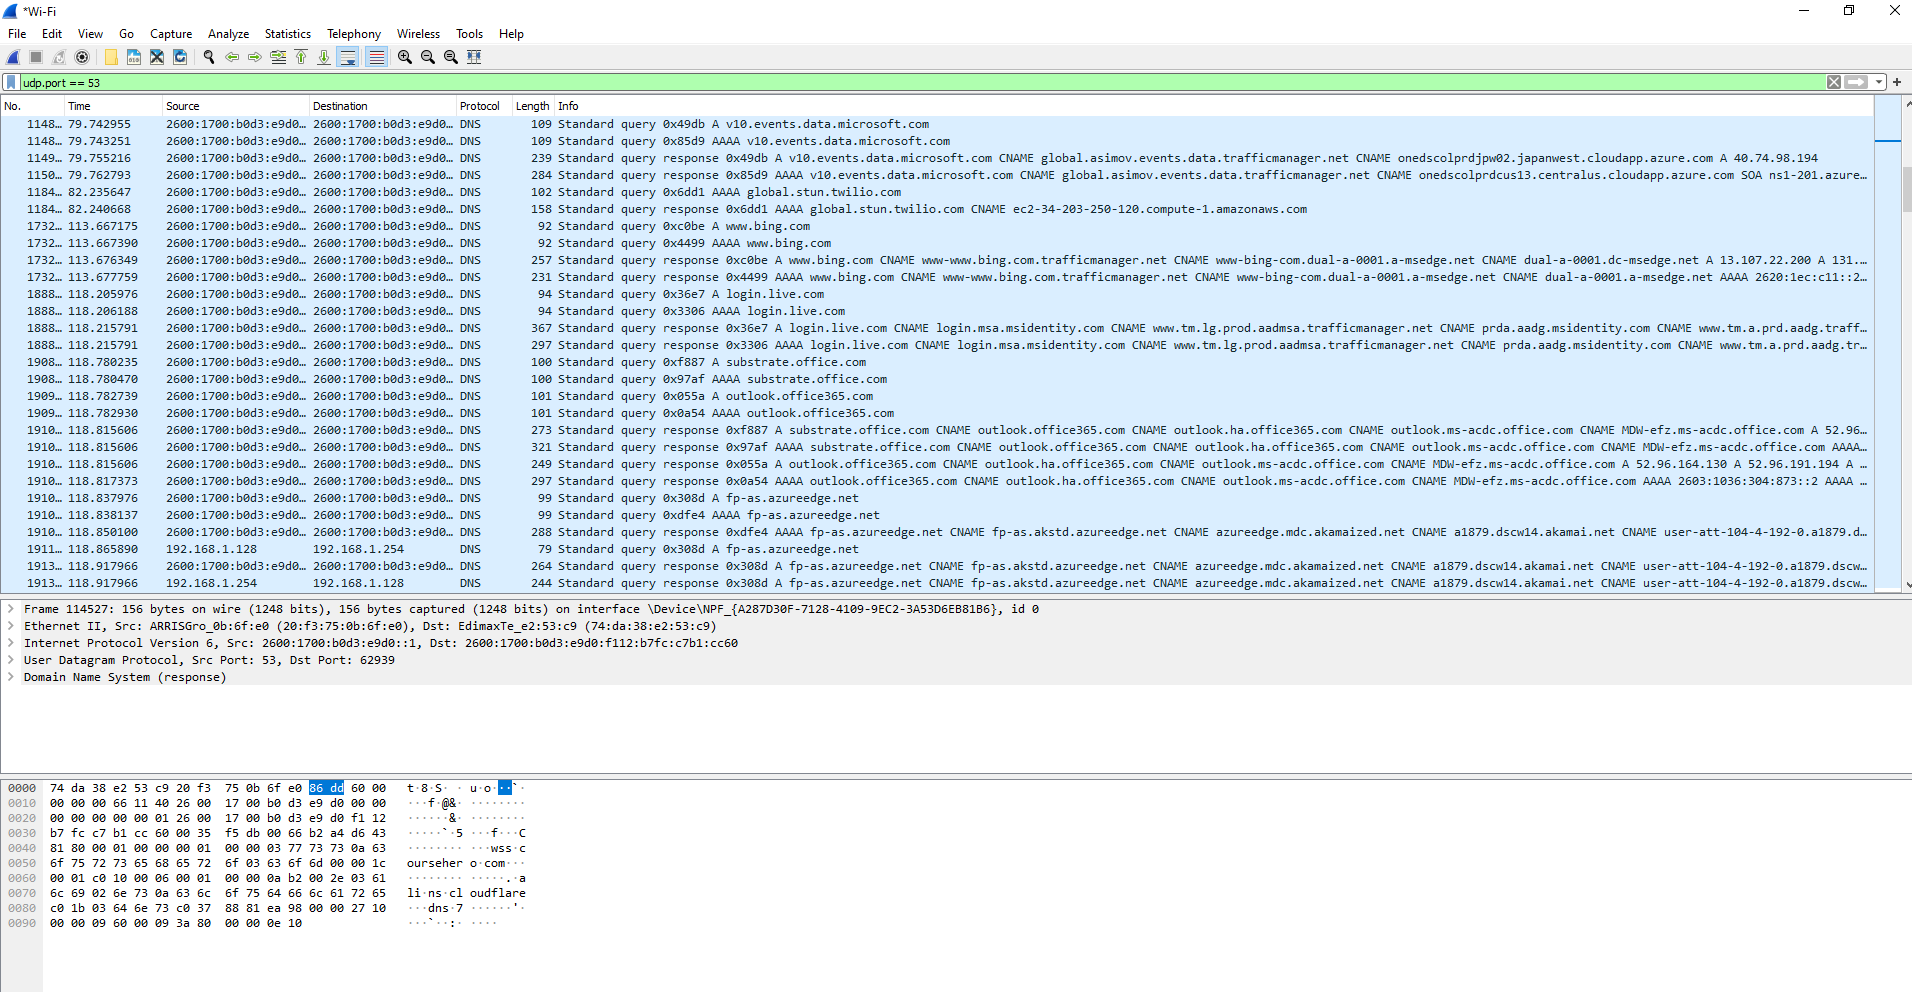 *Wi-Fi
File Edit View Go Capture Analyze Statistics Telephony Wireless Tools Help
udp.port == 53
No. Time Source Destination Protocol Length Info
1148… 79.742955 2600:1700:b0d3:e9d0… 2600:1700:b0d3:e9d0… DNS 109 Standard query 0x49db A v10.events.data.microsoft.com
1148… 79.743251 2600:1700:b0d3:e9d0… 2600:1700:b0d3:e9d0… DNS 109 Standard query 0x85d9 AAAA v10.events.data.microsoft.com
1149… 79.755216 2600:1700:b0d3:e9d0… 2600:1700:b0d3:e9d0… DNS 239 Standard query response 0x49db A v10.events.data.microsoft.com CNAME global.asimov.events.data.trafficmanager.net CNAME onedscolprdjpw02.japanwest.cloudapp.azure.com A 40.74.98.194
1150… 79.762793 2600:1700:b0d3:e9d0… 2600:1700:b0d3:e9d0… DNS 284 Standard query response 0x85d9 AAAA v10.events.data.microsoft.com CNAME global.asimov.events.data.trafficmanager.net CNAME onedscolprdcus13.centralus.cloudapp.azure.com SOA ns1-201.azure…
1184… 82.235647 2600:1700:b0d3:e9d0… 2600:1700:b0d3:e9d0… DNS 102 Standard query 0x6dd1 AAAA global.stun.twilio.com
1184… 82.240668 2600:1700:b0d3:e9d0… 2600:1700:b0d3:e9d0… DNS 158 Standard query response 0x6dd1 AAAA global.stun.twilio.com CNAME ec2-34-203-250-120.compute-1.amazonaws.com
1732… 113.667175 2600:1700:b0d3:e9d0… 2600:1700:b0d3:e9d0… DNS 92 Standard query 0xc0be A www.bing.com
1732… 113.667390 2600:1700:b0d3:e9d0… 2600:1700:b0d3:e9d0… DNS 92 Standard query 0x4499 AAAA www.bing.com
1732… 113.676349 2600:1700:b0d3:e9d0… 2600:1700:b0d3:e9d0… DNS 257 Standard query response 0xc0be A www.bing.com CNAME www-www.bing.com.trafficmanager.net CNAME www-bing-com.dual-a-0001.a-msedge.net CNAME dual-a-0001.dc-msedge.net A 13.107.22.200 A 131.…
1732… 113.677759 2600:1700:b0d3:e9d0… 2600:1700:b0d3:e9d0… DNS 231 Standard query response 0x4499 AAAA www.bing.com CNAME www-www.bing.com.trafficmanager.net CNAME www-bing-com.dual-a-0001.a-msedge.net CNAME dual-a-0001.a-msedge.net AAAA 2620:1ec:c11::2…
1888… 118.205976 2600:1700:b0d3:e9d0… 2600:1700:b0d3:e9d0… DNS 94 Standard query 0x36e7 A login.live.com
1888… 118.206188 2600:1700:b0d3:e9d0… 2600:1700:b0d3:e9d0… DNS 94 Standard query 0x3306 AAAA login.live.com
1888… 118.215791 2600:1700:b0d3:e9d0… 2600:1700:b0d3:e9d0… DNS 367 Standard query response 0x36e7 A login.live.com CNAME login.msa.msidentity.com CNAME www.tm.lg.prod.aadmsa.trafficmanager.net CNAME prda.aadg.msidentity.com CNAME www.tm.a.prd.aadg.traff…
1888… 118.215791 2600:1700:b0d3:e9d0… 2600:1700:b0d3:e9d0… DNS 297 Standard query response 0x3306 AAAA login.live.com CNAME login.msa.msidentity.com CNAME www.tm.lg.prod.aadmsa.trafficmanager.net CNAME prda.aadg.msidentity.com CNAME www.tm.a.prd.aadg.tr…
1908… 118.780235 2600:1700:b0d3:e9d0… 2600:1700:b0d3:e9d0… DNS 100 Standard query 0xf887 A substrate.office.com
1908… 118.780470 2600:1700:b0d3:e9d0… 2600:1700:b0d3:e9d0… DNS 100 Standard query 0x97af AAAA substrate.office.com
1909… 118.782739 2600:1700:b0d3:e9d0… 2600:1700:b0d3:e9d0… DNS 101 Standard query 0x055a A outlook.office365.com
1909… 118.782930 2600:1700:b0d3:e9d0… 2600:1700:b0d3:e9d0… DNS 101 Standard query 0x0a54 AAAA outlook.office365.com
1910… 118.815606 2600:1700:b0d3:e9d0… 2600:1700:b0d3:e9d0… DNS 273 Standard query response 0xf887 A substrate.office.com CNAME outlook.office365.com CNAME outlook.ha.office365.com CNAME outlook.ms-acdc.office.com CNAME MDW-efz.ms-acdc.office.com A 52.96…
1910… 118.815606 2600:1700:b0d3:e9d0… 2600:1700:b0d3:e9d0… DNS 321 Standard query response 0x97af AAAA substrate.office.com CNAME outlook.office365.com CNAME outlook.ha.office365.com CNAME outlook.ms-acdc.office.com CNAME MDW-efz.ms-acdc.office.com AAAA…
1910… 118.815606 2600:1700:b0d3:e9d0… 2600:1700:b0d3:e9d0… DNS 249 Standard query response 0x055a A outlook.office365.com CNAME outlook.ha.office365.com CNAME outlook.ms-acdc.office.com CNAME MDW-efz.ms-acdc.office.com A 52.96.164.130 A 52.96.191.194 A …
1910… 118.817373 2600:1700:b0d3:e9d0… 2600:1700:b0d3:e9d0… DNS 297 Standard query response 0x0a54 AAAA outlook.office365.com CNAME outlook.ha.office365.com CNAME outlook.ms-acdc.office.com CNAME MDW-efz.ms-acdc.office.com AAAA 2603:1036:304:873::2 AAAA …
1910… 118.837976 2600:1700:b0d3:e9d0… 2600:1700:b0d3:e9d0… DNS 99 Standard query 0x308d A fp-as.azureedge.net
1910… 118.838137 2600:1700:b0d3:e9d0… 2600:1700:b0d3:e9d0… DNS 99 Standard query 0xdfe4 AAAA fp-as.azureedge.net
1910… 118.850100 2600:1700:b0d3:e9d0… 2600:1700:b0d3:e9d0… DNS 288 Standard query response 0xdfe4 AAAA fp-as.azureedge.net CNAME fp-as.akstd.azureedge.net CNAME azureedge.mdc.akamaized.net CNAME a1879.dscw14.akamai.net CNAME user-att-104-4-192-0.a1879.d…
1911… 118.865890 192.168.1.128 192.168.1.254 DNS 79 Standard query 0x308d A fp-as.azureedge.net
1913… 118.917966 2600:1700:b0d3:e9d0… 2600:1700:b0d3:e9d0… DNS 264 Standard query response 0x308d A fp-as.azureedge.net CNAME fp-as.akstd.azureedge.net CNAME azureedge.mdc.akamaized.net CNAME a1879.dscw14.akamai.net CNAME user-att-104-4-192-0.a1879.dscw…
1913… 118.917966 192.168.1.254 192.168.1.128 DNS 244 Standard query response 0x308d A fp-as.azureedge.net CNAME fp-as.akstd.azureedge.net CNAME azureedge.mdc.akamaized.net CNAME a1879.dscw14.akamai.net CNAME user-att-104-4-192-0.a1879.dscw…
Frame 114527: 156 bytes on wire (1248 bits), 156 bytes captured (1248 bits) on interface \Device\NPF_{A287D30F-7128-4109-9EC2-3A53D6EB81B6}, id 0
Ethernet II, Src: ARRISGro_0b:6f:e0 (20:f3:75:0b:6f:e0), Dst: EdimaxTe_e2:53:c9 (74:da:38:e2:53:c9)
Internet Protocol Version 6, Src: 2600:1700:b0d3:e9d0::1, Dst: 2600:1700:b0d3:e9d0:f112:b7fc:c7b1:cc60
User Datagram Protocol, Src Port: 53, Dst Port: 62939
Domain Name System (response)
0000 74 da 38 e2 53 c9 20 f3 75 0b 6f e0 86 dd 60 00 t·8·S· · u·o···`·
0010 00 00 00 66 11 40 26 00 17 00 b0 d3 e9 d0 00 00 ···f·@&· ········
0020 00 00 00 00 00 01 26 00 17 00 b0 d3 e9 d0 f1 12 ······&· ········
0030 b7 fc c7 b1 cc 60 00 35 f5 db 00 66 b2 a4 d6 43 ·····`·5 ···f···C
0040 81 80 00 01 00 00 00 01 00 00 03 77 73 73 0a 63 ········ ···wss·c
0050 6f 75 72 73 65 68 65 72 6f 03 63 6f 6d 00 00 1c ourseher o·com···
0060 00 01 c0 10 00 06 00 01 00 00 0a b2 00 2e 03 61 ········ ·····.·a
0070 6c 69 02 6e 73 0a 63 6c 6f 75 64 66 6c 61 72 65 li·ns·cl oudflare
0080 c0 1b 03 64 6e 73 c0 37 88 81 ea 98 00 00 27 10 ···dns·7 ······'·
0090 00 00 09 60 00 09 3a 80 00 00 0e 10 ···`··:· ····